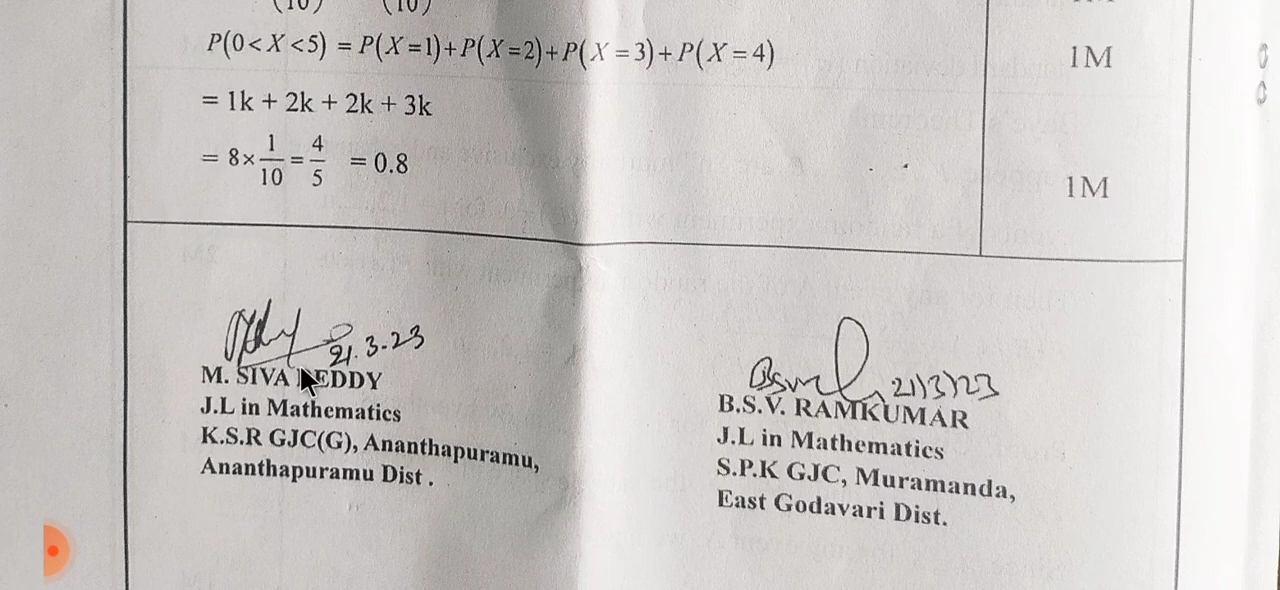 (10) (10)
P(0<X<5) = P(X=1)+P(X=2)+P(X=3)+P(X=4)
1M
= 1k + 2k + 2k + 3k
= 8×1/10 = 4/5 = 0.8
1M
21.3-23
M. SIVA REDDY
J.L in Mathematics
K.S.R GJC(G), Ananthapuramu,
Ananthapuramu Dist .
21/3/23
B.S.V. RAMKUMAR
J.L in Mathematics
S.P.K GJC, Muramanda,
East Godavari Dist.